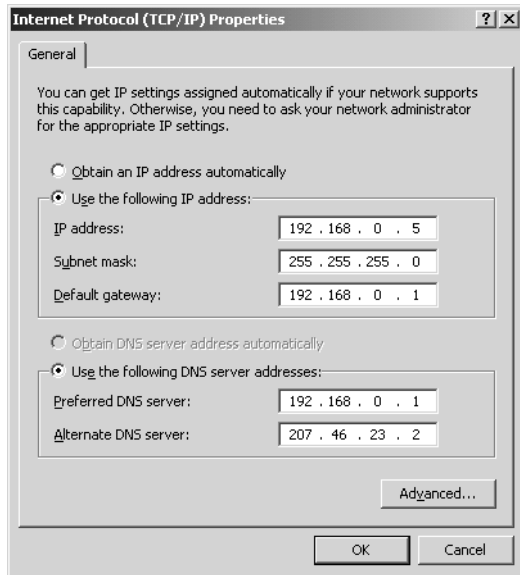 Internet Protocol (TCP/IP) Properties
General
You can get IP settings assigned automatically if your network supports
this capability. Otherwise, you need to ask your network administrator
for the appropriate IP settings.
Obtain an IP address automatically
Use the following IP address:
IP address: 192 . 168 . 0 . 5
Subnet mask: 255 . 255 . 255 . 0
Default gateway: 192 . 168 . 0 . 1
Obtain DNS server address automatically
Use the following DNS server addresses:
Preferred DNS server: 192 . 168 . 0 . 1
Alternate DNS server: 207 . 46 . 23 . 2
Advanced...
OK Cancel